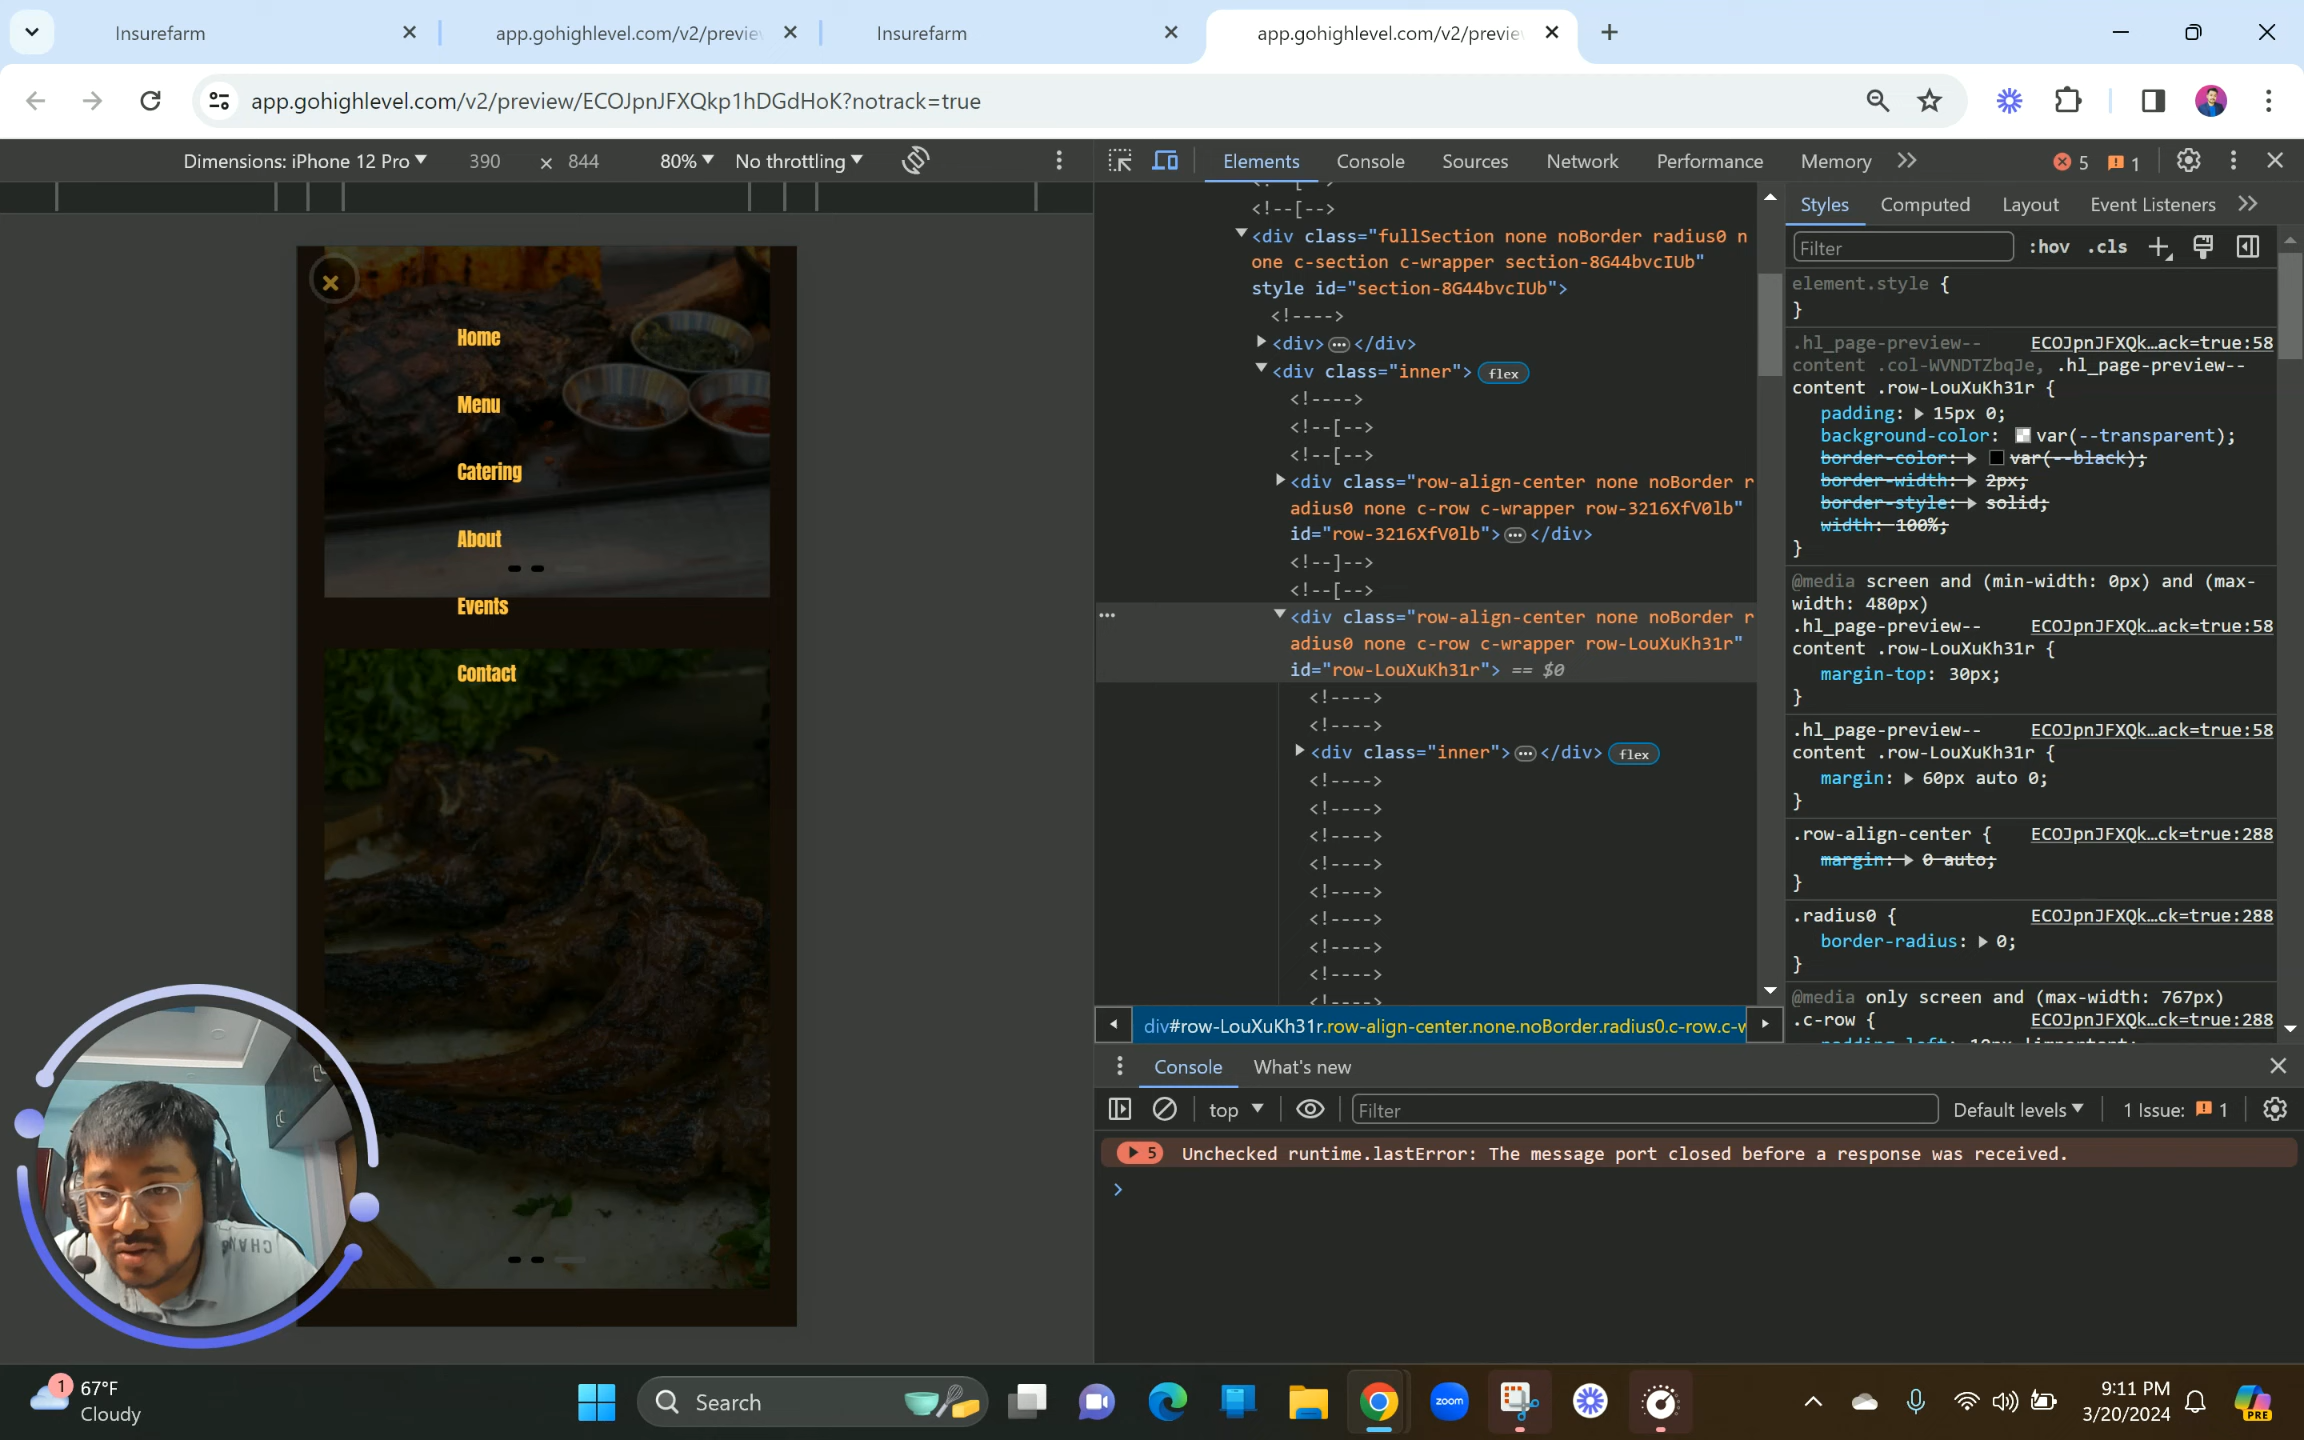 Insurefarm
app.gohighlevel.com/v2/previe
Insurefarm
app.gohighlevel.com/v2/previe
app.gohighlevel.com/v2/preview/ECOJpnJFXQkp1hDGdHoK?notrack=true
Dimensions: iPhone 12 Pro 390 × 844 80% No throttling
Elements Console Sources Network Performance Memory 5 1
Home
Menu
Catering
About
Events
Contact
<!--[-->
<div class="fullSection none noBorder radius0 n
one c-section c-wrapper section-8G44bvcIUb"
style id="section-8G44bvcIUb">
<!---->
<div>…</div>
<div class="inner"> flex
<!---->
<!--[-->
<!--[-->
<div class="row-align-center none noBorder r
adius0 none c-row c-wrapper row-3216XfV0lb"
id="row-3216XfV0lb">…</div>
<!--]-->
<!--[-->
<div class="row-align-center none noBorder r
adius0 none c-row c-wrapper row-LouXuKh31r"
id="row-LouXuKh31r"> == $0
<!---->
<!---->
<div class="inner">…</div> flex
<!---->
<!---->
<!---->
<!---->
<!---->
<!---->
<!---->
<!---->
<!---->
div#row-LouXuKh31r.row-align-center.none.noBorder.radius0.c-row.c-w
Styles Computed Layout Event Listeners
Filter :hov .cls
element.style {
}
.hl_page-preview-- ECOJpnJFXQk…ack=true:58
content .col-WVNDTZbqJe, .hl_page-preview--
content .row-LouXuKh31r {
padding: 15px 0;
background-color: var(--transparent);
border-color: var(--black);
border-width: 2px;
border-style: solid;
width: 100%;
}
@media screen and (min-width: 0px) and (max-
width: 480px)
.hl_page-preview-- ECOJpnJFXQk…ack=true:58
content .row-LouXuKh31r {
margin-top: 30px;
}
.hl_page-preview-- ECOJpnJFXQk…ack=true:58
content .row-LouXuKh31r {
margin: 60px auto 0;
}
.row-align-center { ECOJpnJFXQk…ck=true:288
margin: 0 auto;
}
.radius0 { ECOJpnJFXQk…ck=true:288
border-radius: 0;
}
@media only screen and (max-width: 767px)
.c-row { ECOJpnJFXQk…ck=true:288
Console What's new
top Filter Default levels 1 Issue: 1
5 Unchecked runtime.lastError: The message port closed before a response was received.
1 67°F
Cloudy
Search
zoom
9:11 PM
3/20/2024
PRE